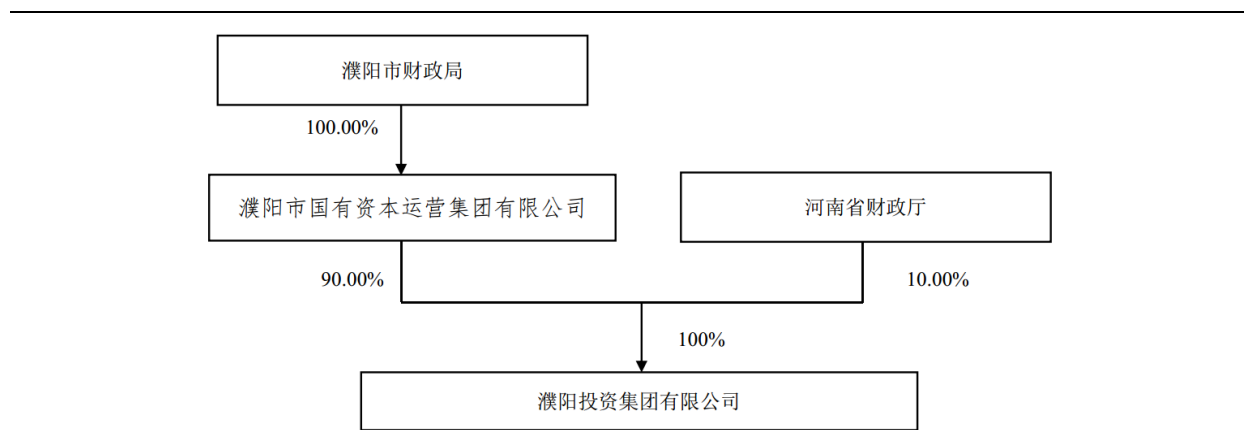 濮阳市财政局
100.00%
濮阳市国有资本运营集团有限公司
河南省财政厅
90.00%
10.00%
100%
濮阳投资集团有限公司